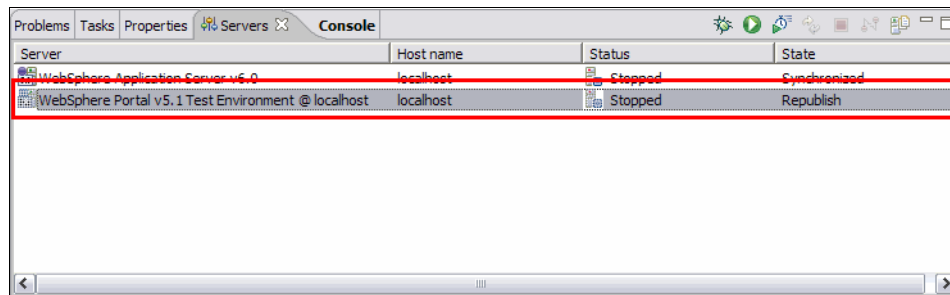 Problems Tasks Properties Servers Console
Server Host name Status State
WebSphere Application Server v6.0 localhost Stopped Synchronized
WebSphere Portal v5.1 Test Environment @ localhost localhost Stopped Republish